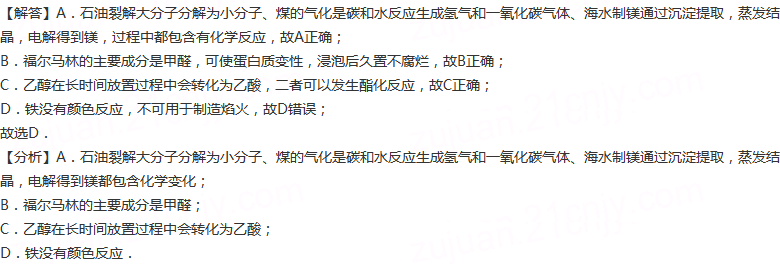 【解答】A．石油裂解大分子分解为小分子、煤的气化是碳和水反应生成氢气和一氧化碳气体、海水制镁通过沉淀提取，蒸发结
晶，电解得到镁，过程中都包含有化学反应，故A正确；
B．福尔马林的主要成分是甲醛，可使蛋白质变性，浸泡后久置不腐烂，故B正确；
C．乙醇在长时间放置过程中会转化为乙酸，二者可以发生酯化反应，故C正确；
D．铁没有颜色反应，不可用于制造焰火，故D错误；
故选D．
【分析】A．石油裂解大分子分解为小分子、煤的气化是碳和水反应生成氢气和一氧化碳气体、海水制镁通过沉淀提取，蒸发结
晶，电解得到镁都包含化学变化；
B．福尔马林的主要成分是甲醛；
C．乙醇在长时间放置过程中会转化为乙酸；
D．铁没有颜色反应．